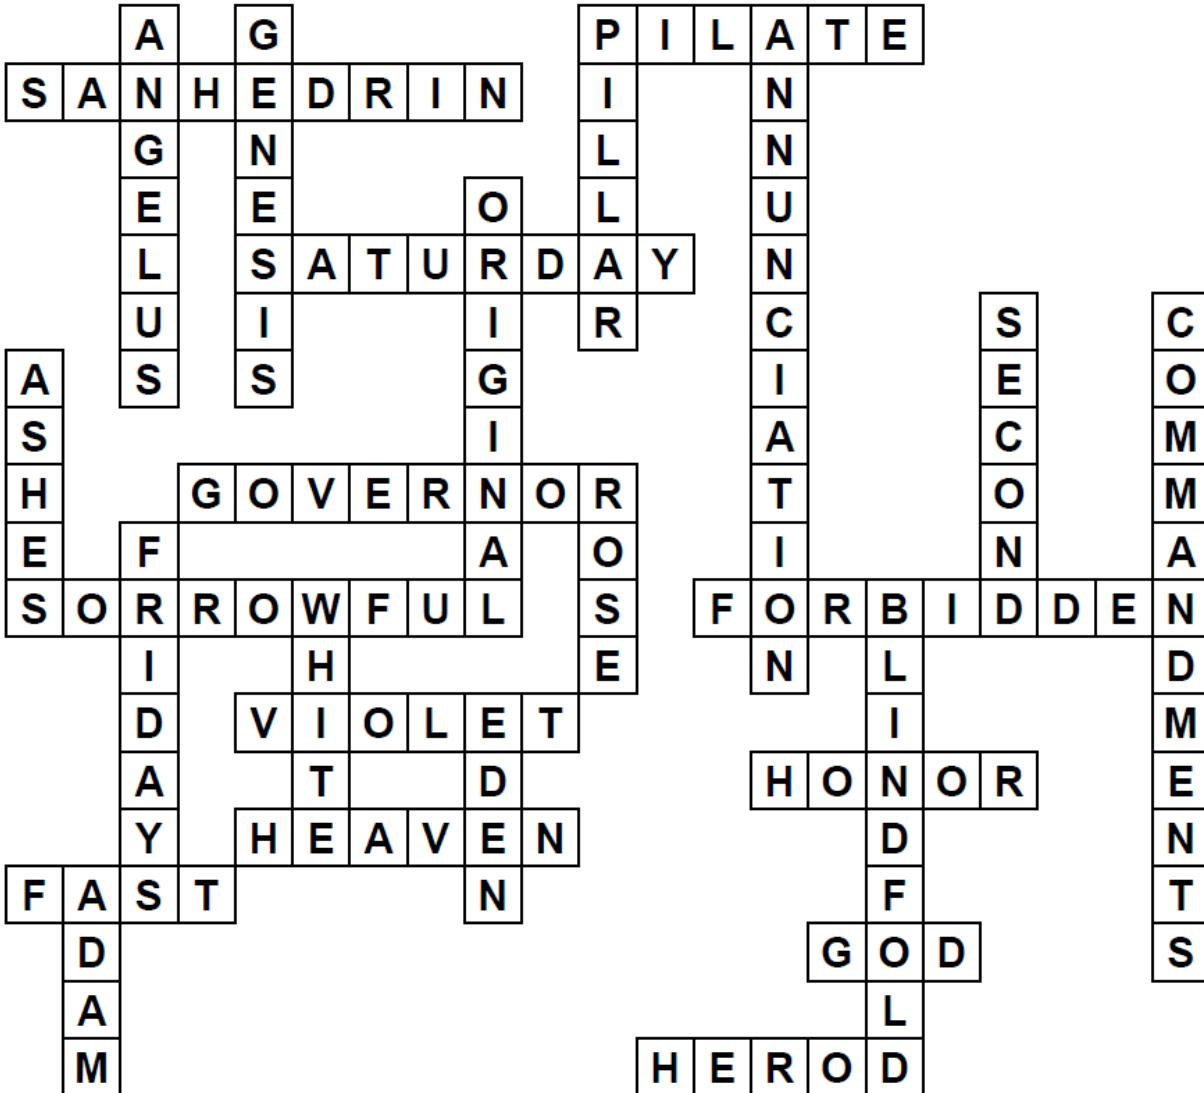 ANGELUS
GENESIS
PILATE
PILLAR
ANNUNCIATION
SANHEDRIN
ORIGINAL
SATURDAY
SECOND
COMMANDMENTS
ASHES
GOVERNOR
ROSE
FRIDAYS
SORROWFUL
WHITE
FORBIDDEN
BLINDFOLD
VIOLET
EDEN
HONOR
HEAVEN
FAST
ADAM
GOD
HEROD